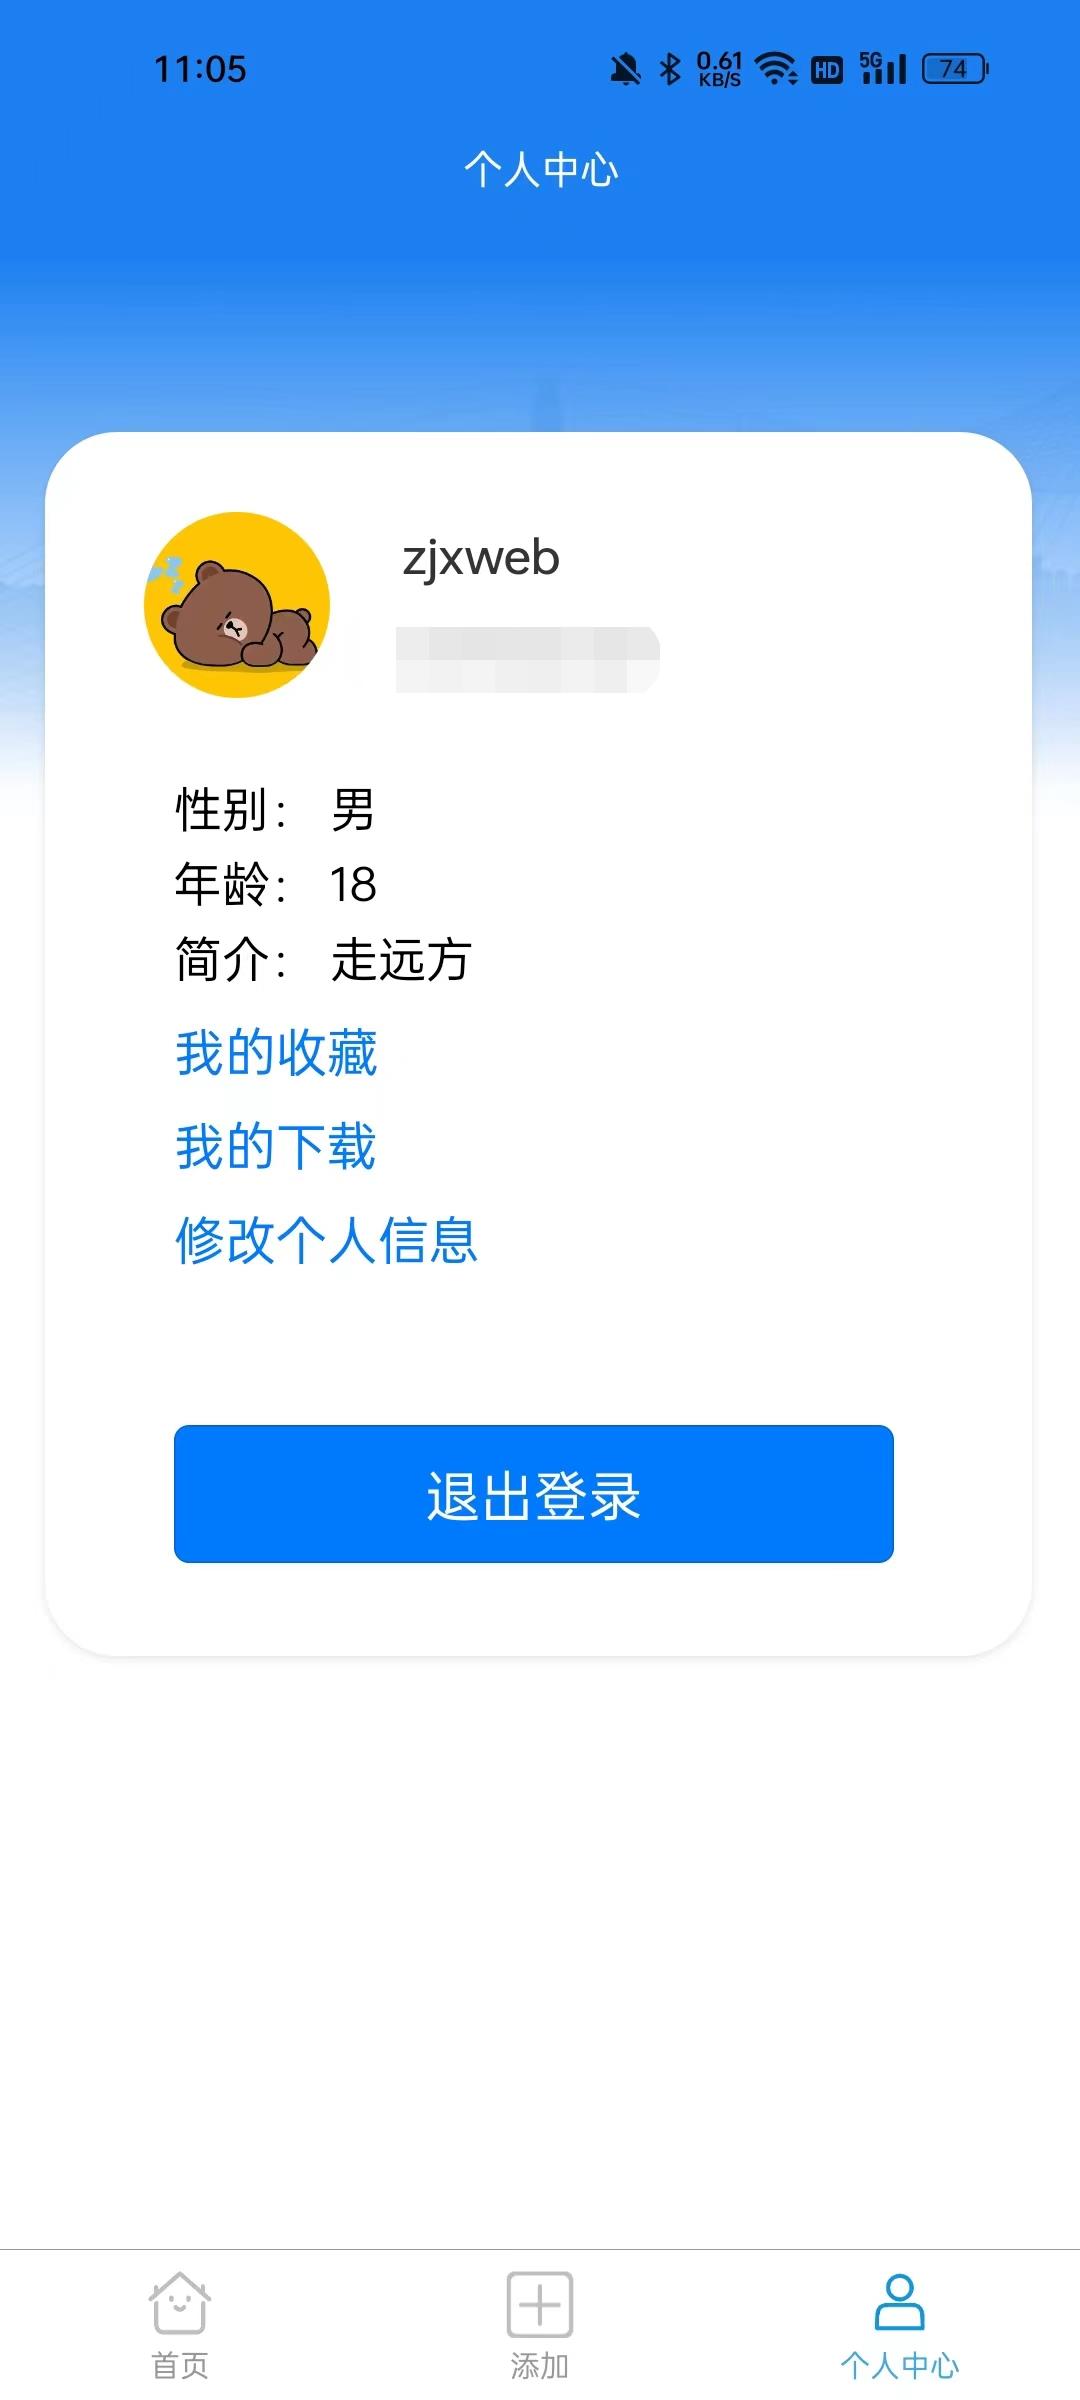 11:05 0.61 KB/S HD 5G 74
个人中心
zjxweb
性别： 男
年龄： 18
简介： 走远方
我的收藏
我的下载
修改个人信息
退出登录
首页 添加 个人中心